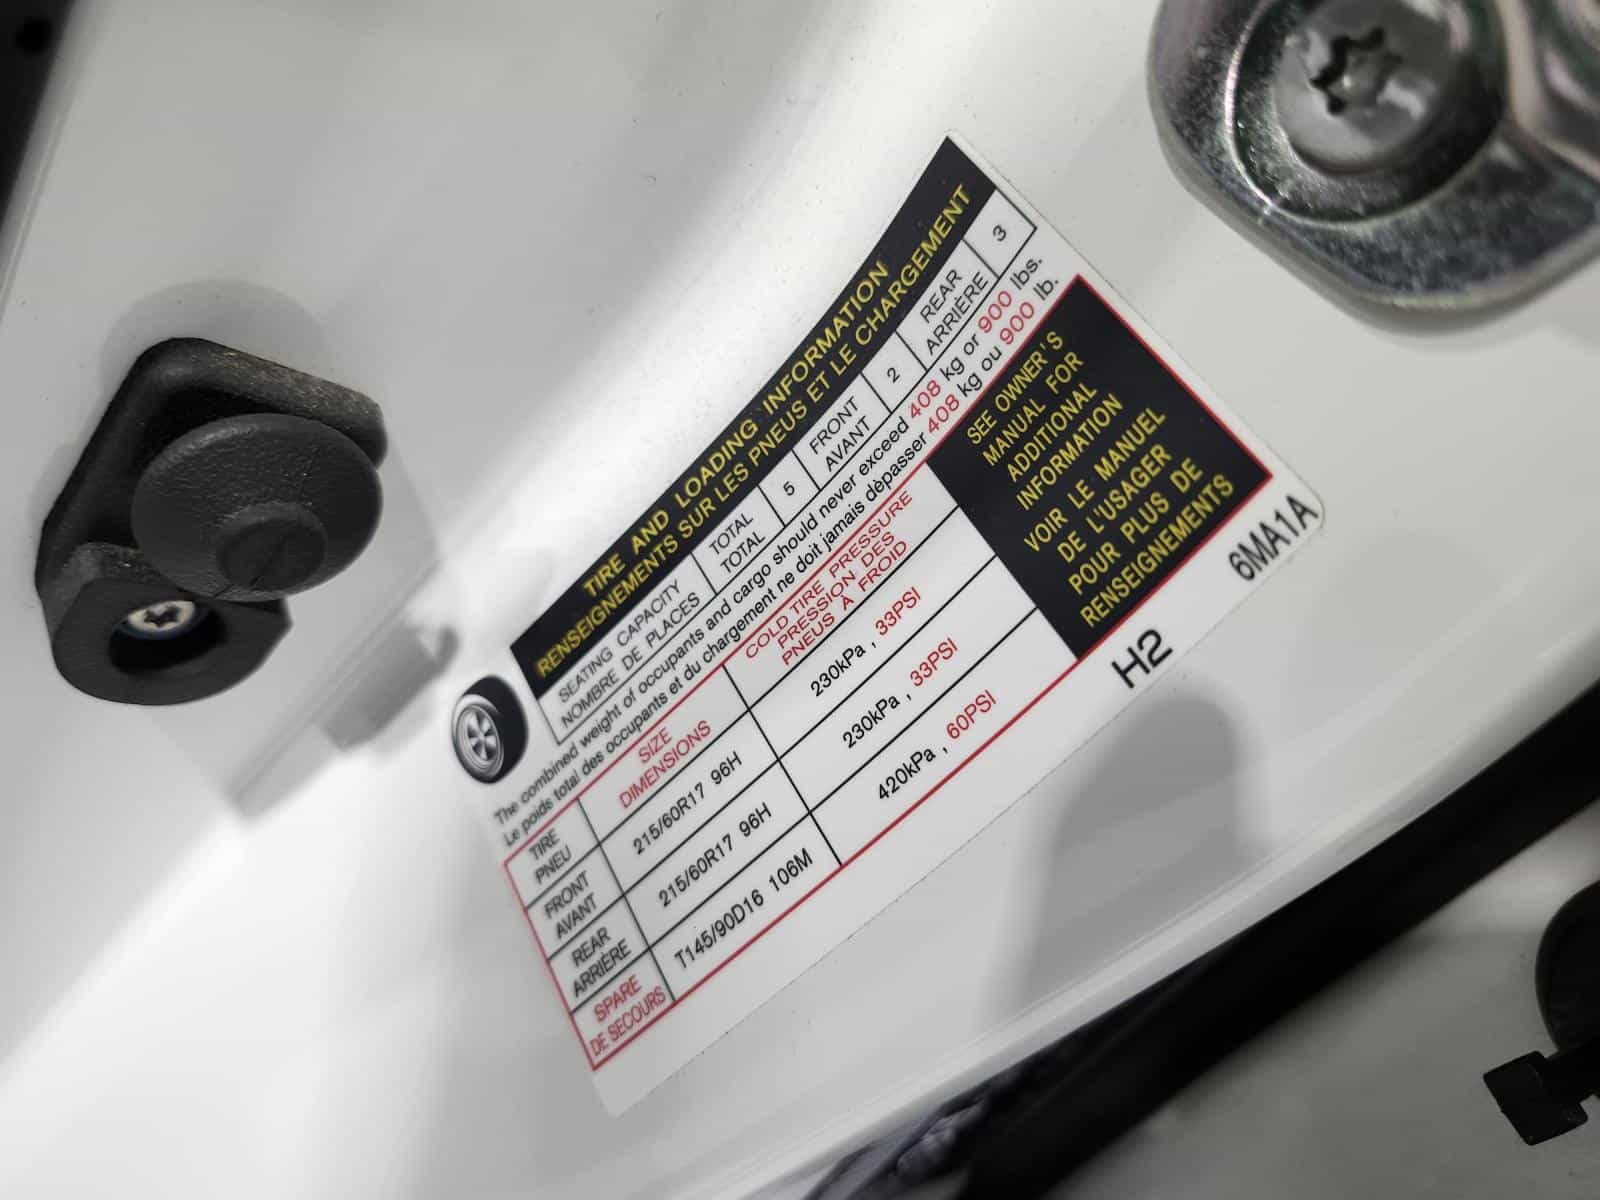 TIRE AND LOADING INFORMATION
RENSEIGNEMENTS SUR LES PNEUS ET LE CHARGEMENT
SEATING CAPACITY
NOMBRE DE PLACES
TOTAL
TOTAL
5
FRONT
AVANT
2
REAR
ARRIÈRE
3
The combined weight of occupants and cargo should never exceed 408 kg or 900 lbs.
Le poids total des occupants et du chargement ne doit jamais dépasser 408 kg ou 900 lb.
TIRE
PNEU
SIZE
DIMENSIONS
COLD TIRE PRESSURE
PRESSION DES
PNEUS À FROID
FRONT
AVANT
215/60R17 96H
230kPa , 33PSI
REAR
ARRIÈRE
215/60R17 96H
230kPa , 33PSI
SPARE
DE SECOURS
T145/90D16 106M
420kPa , 60PSI
SEE OWNER'S
MANUAL FOR
ADDITIONAL
INFORMATION
VOIR LE MANUEL
DE L'USAGER
POUR PLUS DE
RENSEIGNEMENTS
H2
6MA1A